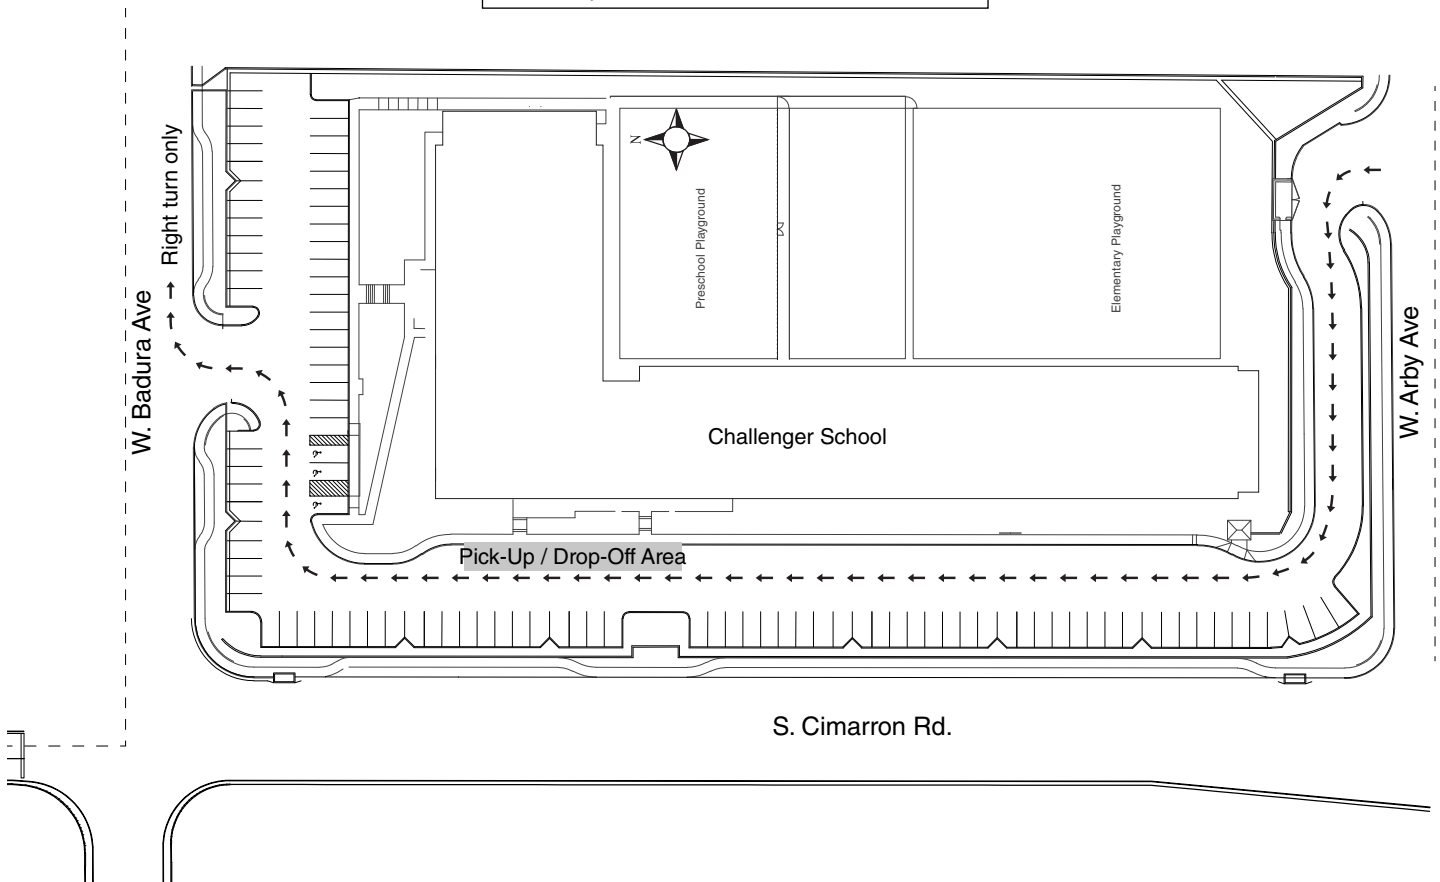 Right turn only
W. Badura Ave
N
Preschool Playground
Elementary Playground
W. Arby Ave
Challenger School
Pick-Up / Drop-Off Area
S. Cimarron Rd.